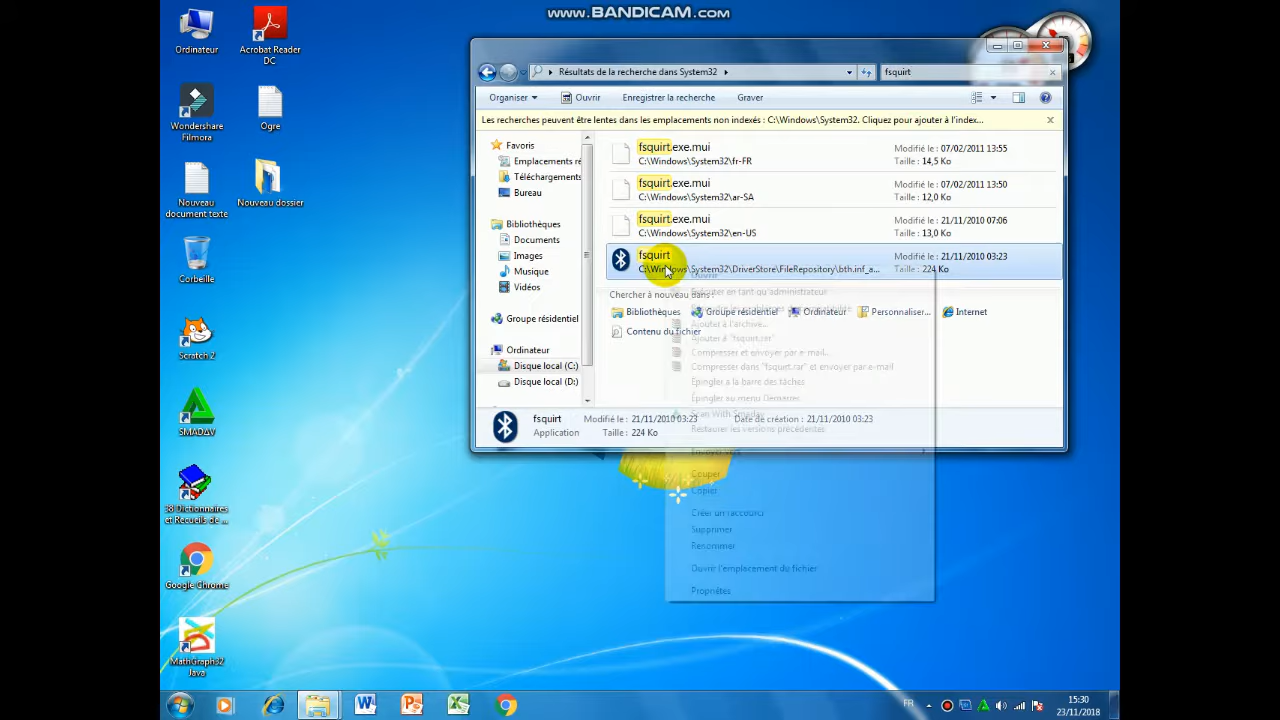 www.BANDICAM.com
Ordinateur
Acrobat Reader
DC
Wondershare
Filmora
Ogre
Nouveau
document texte
Nouveau dossier
Corbeille
Scratch 2
SMADAV
38 Dictionnaires
et Recueils de ...
Google Chrome
MathGraph32
Java
Résultats de la recherche dans System32
fsquirt
Organiser
Ouvrir
Enregistrer la recherche
Graver
Les recherches peuvent être lentes dans les emplacements non indexés : C:\Windows\System32. Cliquez pour ajouter à l'index...
Favoris
Emplacements ré
Téléchargements
Bureau
Bibliothèques
Documents
Images
Musique
Vidéos
Groupe résidentiel
Ordinateur
Disque local (C:)
Disque local (D:)
fsquirt.exe.mui
C:\Windows\System32\fr-FR
Modifié le : 07/02/2011 13:55
Taille : 14,5 Ko
fsquirt.exe.mui
C:\Windows\System32\ar-SA
Modifié le : 07/02/2011 13:50
Taille : 12,0 Ko
fsquirt.exe.mui
C:\Windows\System32\en-US
Modifié le : 21/11/2010 07:06
Taille : 13,0 Ko
fsquirt
C:\Windows\System32\DriverStore\FileRepository\bth.inf_a...
Modifié le : 21/11/2010 03:23
Taille : 224 Ko
Chercher à nouveau dans :
Bibliothèques
Groupe résidentiel
Ordinateur
Personnaliser...
Internet
Contenu du fichier
Ouvrir
Exécuter en tant qu'administrateur
Ajouter à l'archive...
Ajouter à "fsquirt.rar"
Compresser et envoyer par e-mail...
Compresser dans "fsquirt.rar" et envoyer par e-mail
Épingler à la barre des tâches
Épingler au menu Démarrer
Scan With Smadav
Restaurer les versions précédentes
Envoyer vers
Couper
Copier
Créer un raccourci
Supprimer
Renommer
Ouvrir l'emplacement du fichier
Propriétés
fsquirt
Modifié le : 21/11/2010 03:23
Date de création : 21/11/2010 03:23
Application
Taille : 224 Ko
FR
15:30
23/11/2018